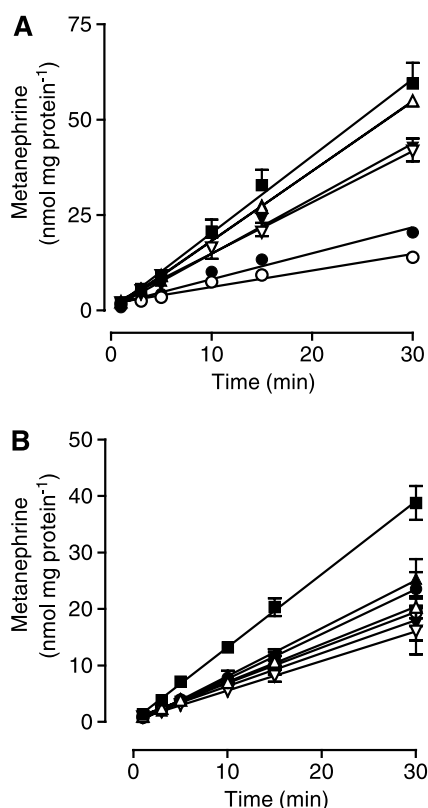 A
Metanephrine
(nmol mg protein⁻¹)
75
50
25
0
0
10
20
30
Time (min)
B
Metanephrine
(nmol mg protein⁻¹)
50
40
30
20
10
0
0
10
20
30
Time (min)